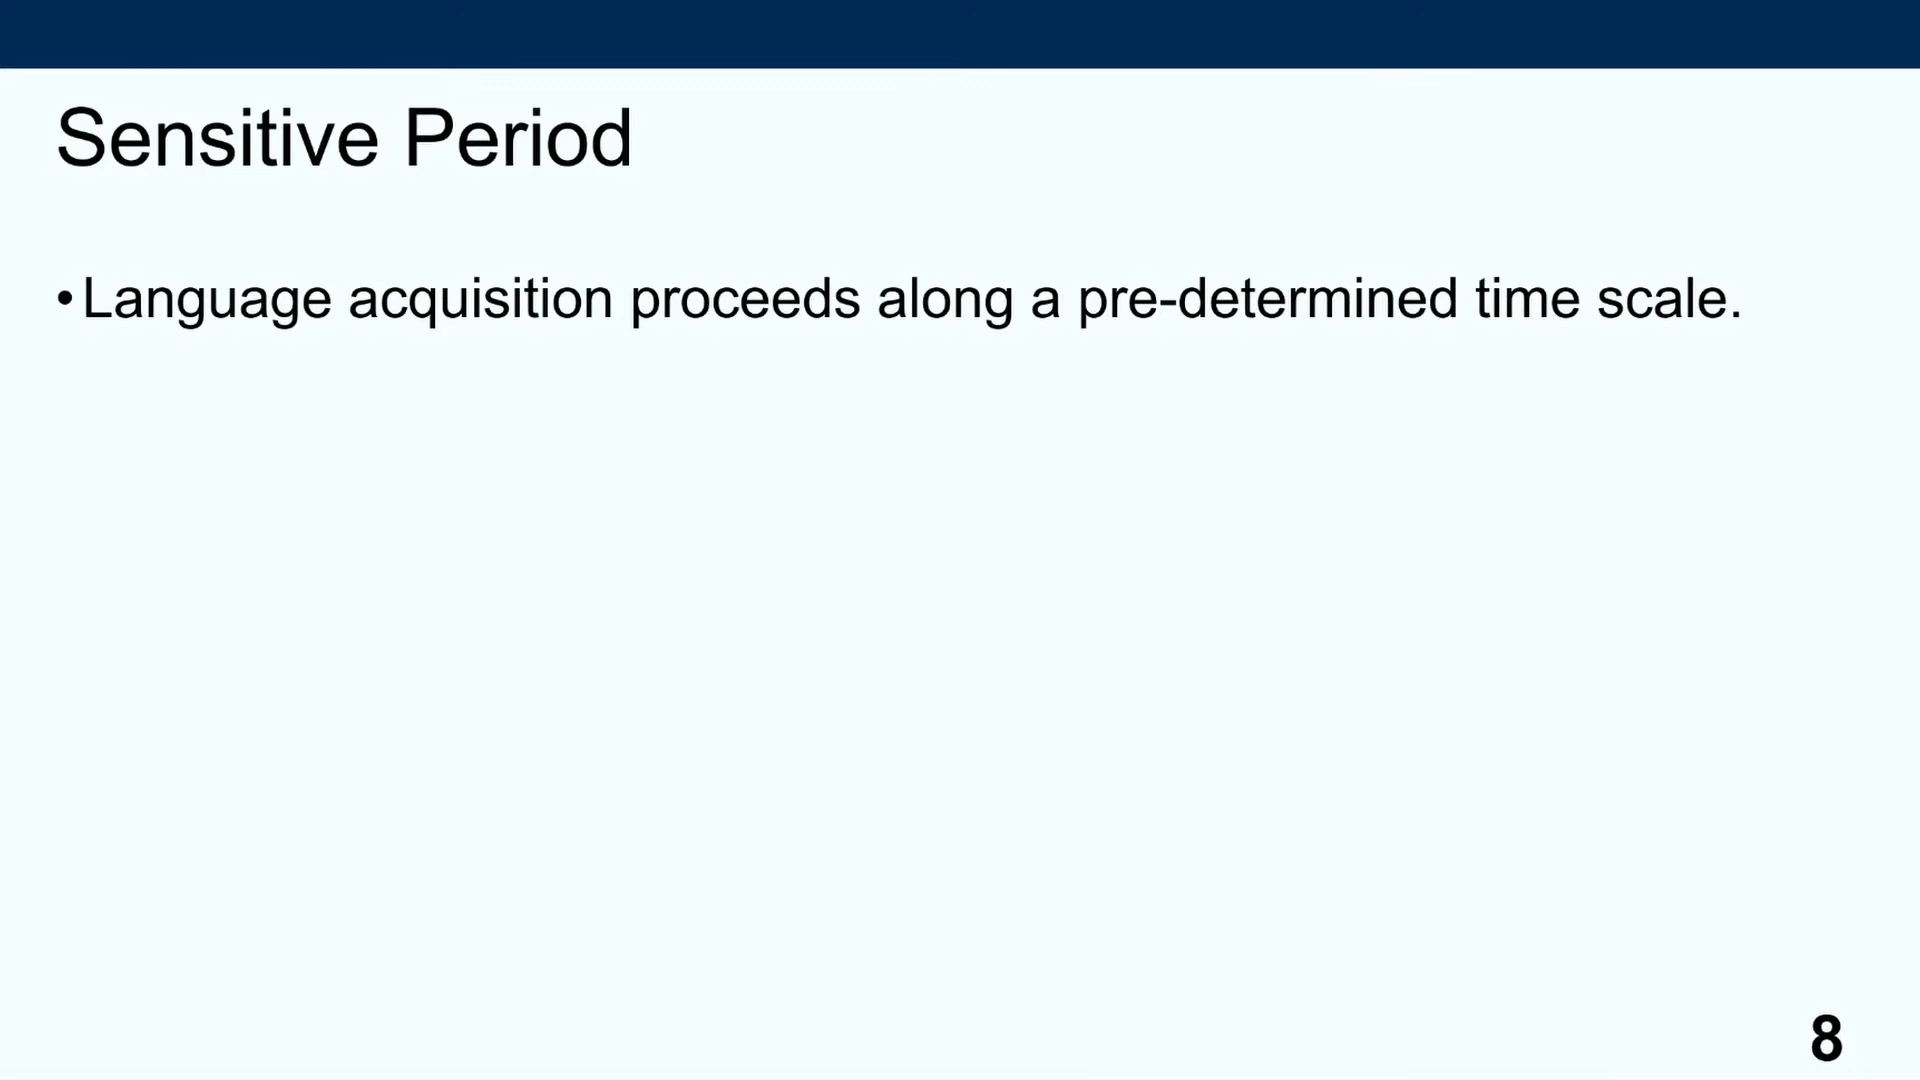 Sensitive Period
• Language acquisition proceeds along a pre-determined time scale.
8